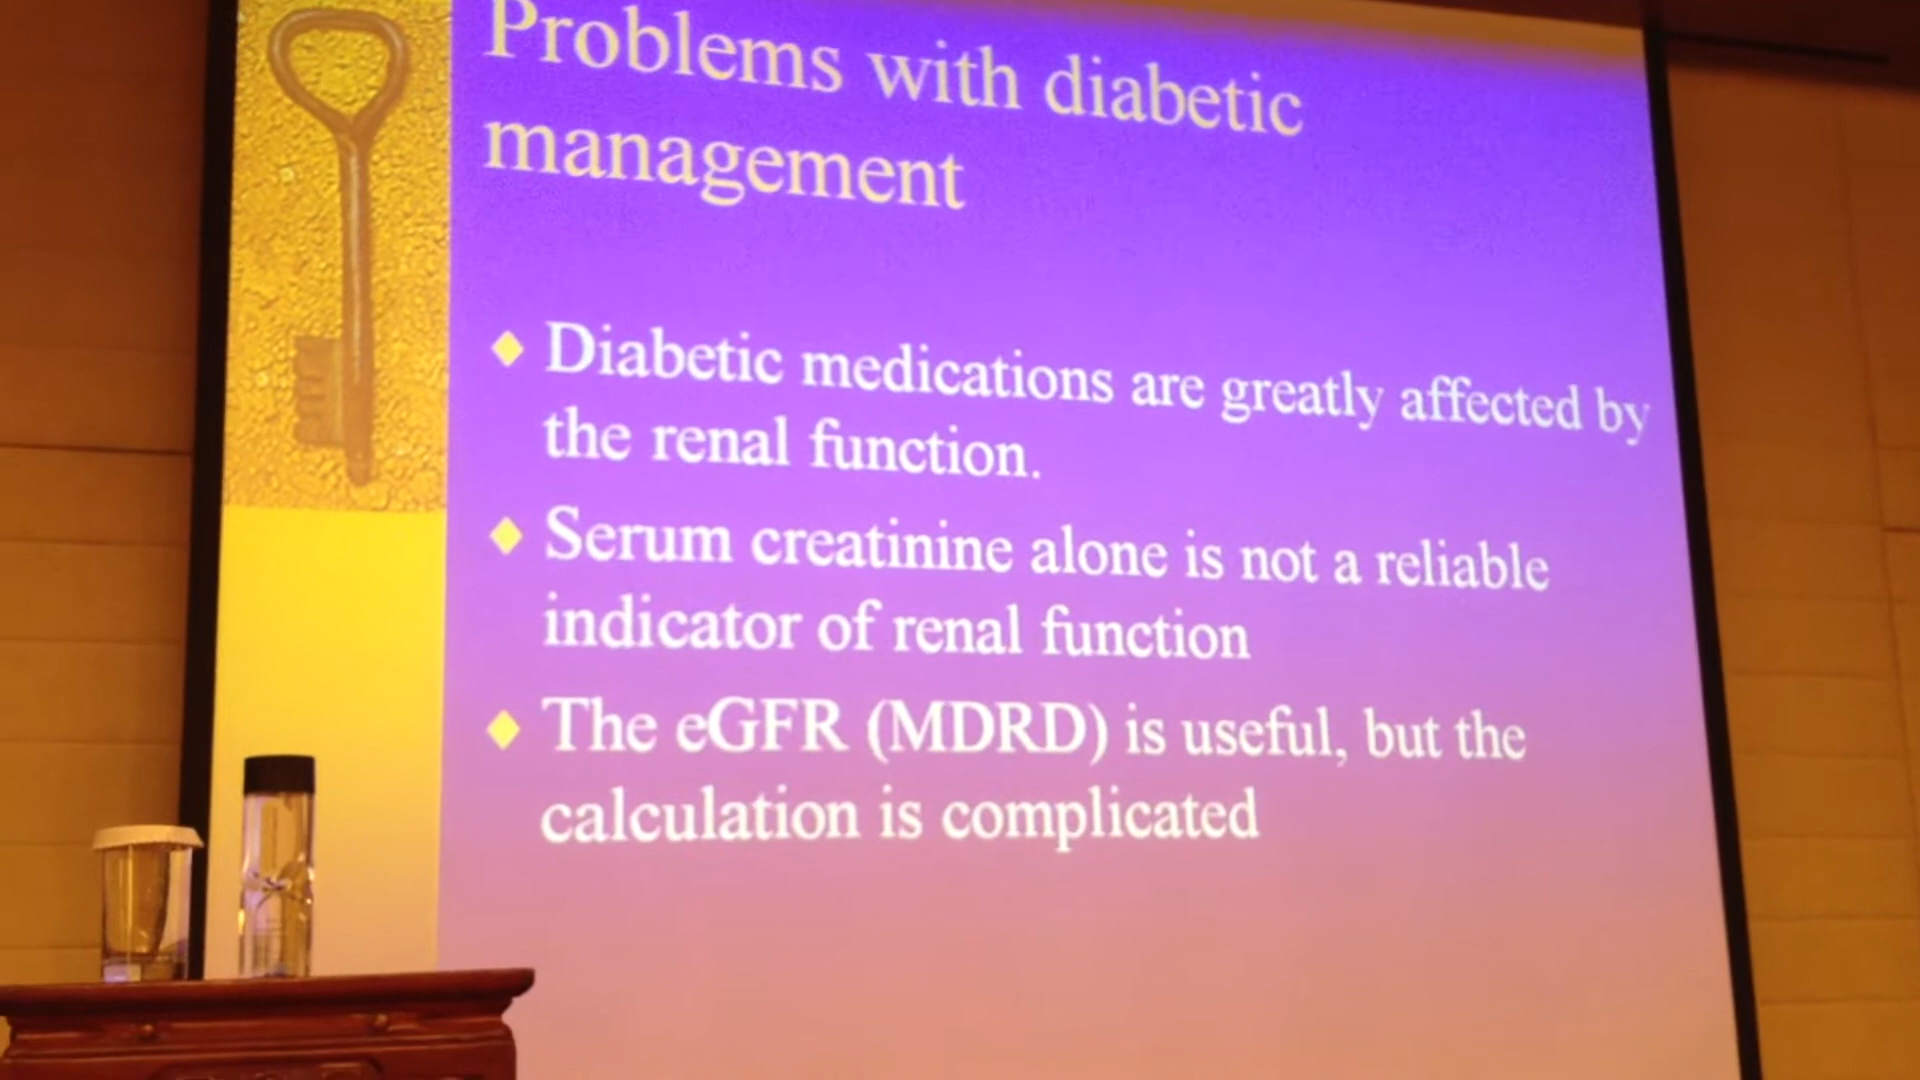 Problems with diabetic
management
Diabetic medications are greatly affected by
the renal function.
Serum creatinine alone is not a reliable
indicator of renal function
The eGFR (MDRD) is useful, but the
calculation is complicated